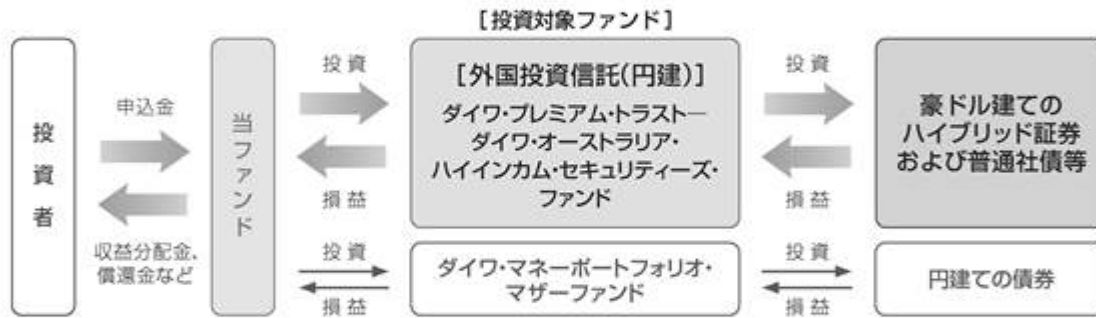 [投資対象ファンド]
投資者
申込金
収益分配金、
償還金など
当ファンド
投資
損益
[外国投資信託(円建)]
ダイワ・プレミアム・トラスト―
ダイワ・オーストラリア・
ハイインカム・セキュリティーズ・
ファンド
投資
損益
豪ドル建ての
ハイブリッド証券
および普通社債等
投資
損益
ダイワ・マネーポートフォリオ・
マザーファンド
投資
損益
円建ての債券